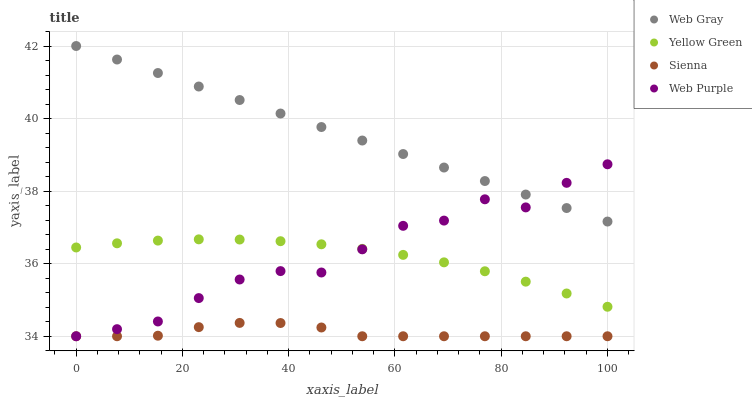 title
Web Gray
Yellow Green
Sienna
Web Purple
yaxis_label
42
40
38
36
34
0 20 40 60 80 100
xaxis_label